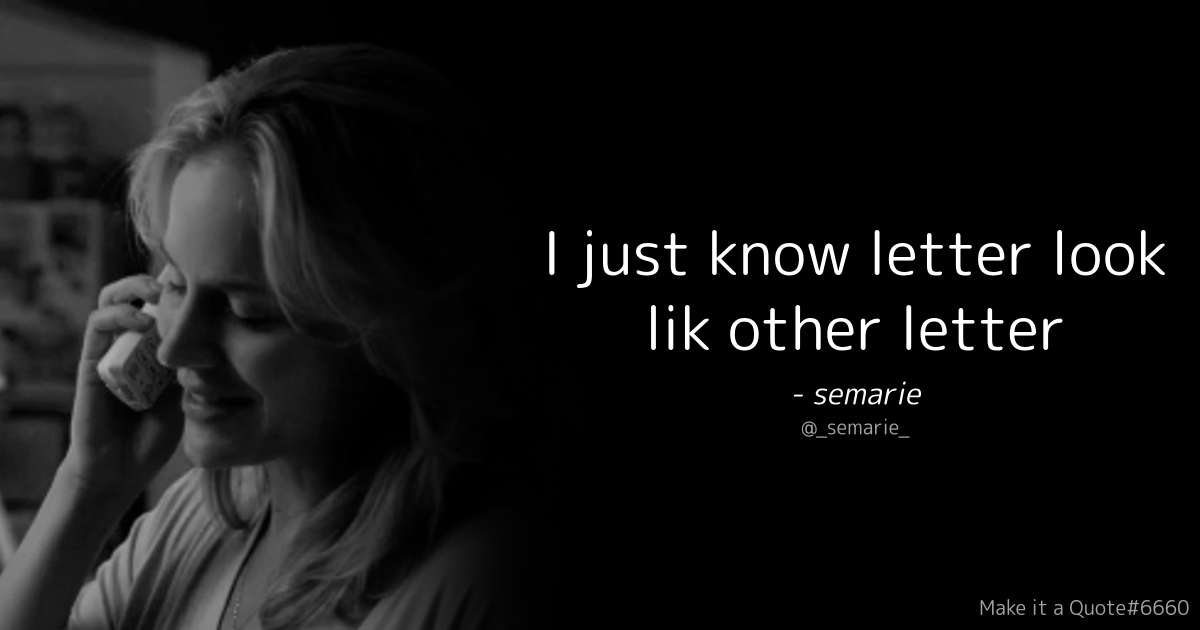 I just know letter look
lik other letter
- semarie
@_semarie_
Make it a Quote#6660